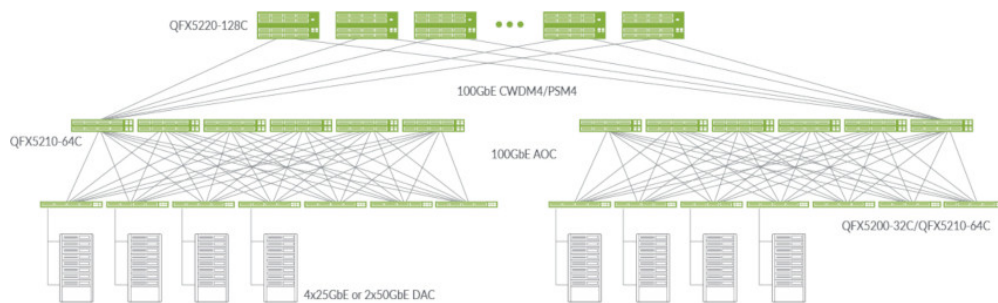 QFX5220-128C
100GbE CWDM4/PSM4
QFX5210-64C
100GbE AOC
QFX5200-32C/QFX5210-64C
4x25GbE or 2x50GbE DAC